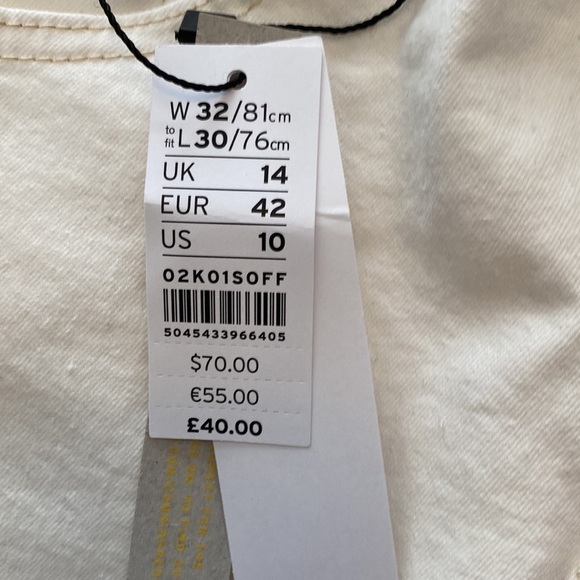 W 32/81cm
to fit L 30/76cm
UK 14
EUR 42
US 10
02K01SOFF
5045433966405
$70.00
€55.00
£40.00